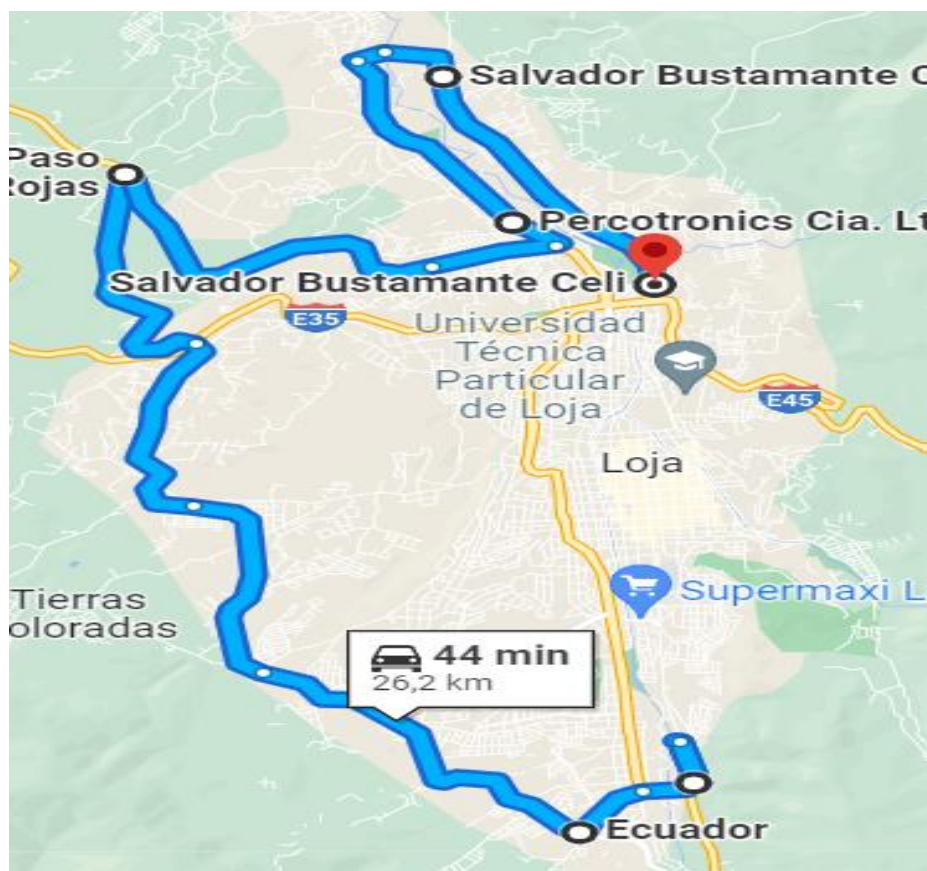 Salvador Bustamante C
Paso
Rojas
Percotronics Cia. Lt
Salvador Bustamante Celi
E35
Universidad
Técnica
Particular
de Loja
E45
Loja
Supermaxi L
Tierras
oloradas
44 min
26,2 km
Ecuador